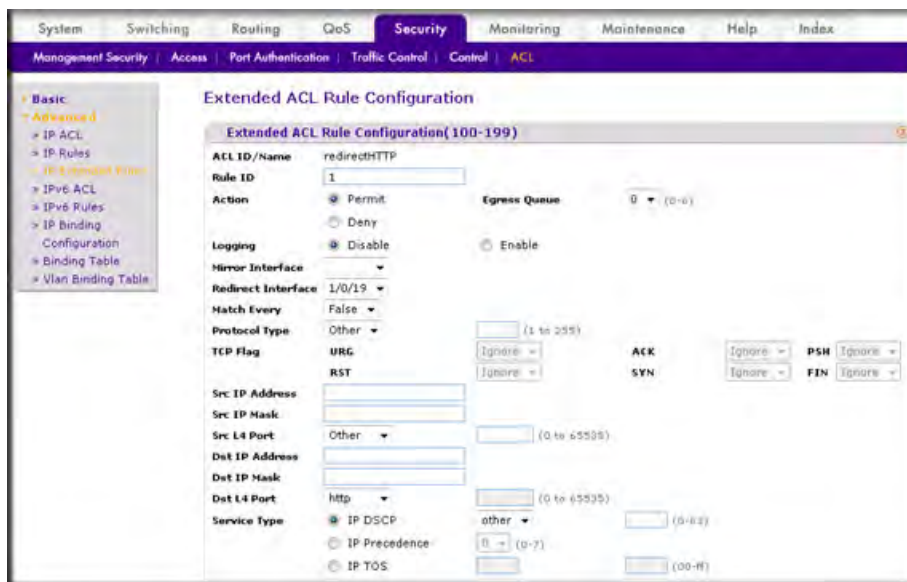 System Switching Routing QoS Security Monitoring Maintenance Help Index
Management Security | Access | Port Authentication | Traffic Control | Control | ACL
Basic
Advanced
» IP ACL
» IP Rules
» IP Extended Rules
» IPv6 ACL
» IPv6 Rules
» IP Binding
Configuration
» Binding Table
» Vlan Binding Table
Extended ACL Rule Configuration
Extended ACL Rule Configuration(100-199)
ACL ID/Name redirectHTTP
Rule ID 1
Action Permit Egress Queue 0 (0-6)
Deny
Logging Disable Enable
Mirror Interface
Redirect Interface 1/0/19
Match Every False
Protocol Type Other (1 to 255)
TCP Flag URG Ignore ACK Ignore PSH Ignore
RST Ignore SYN Ignore FIN Ignore
Src IP Address
Src IP Mask
Src L4 Port Other (0 to 65535)
Dst IP Address
Dst IP Mask
Dst L4 Port http (0 to 65535)
Service Type IP DSCP other (0-63)
IP Precedence 0 (0-7)
IP TOS (00-ff)